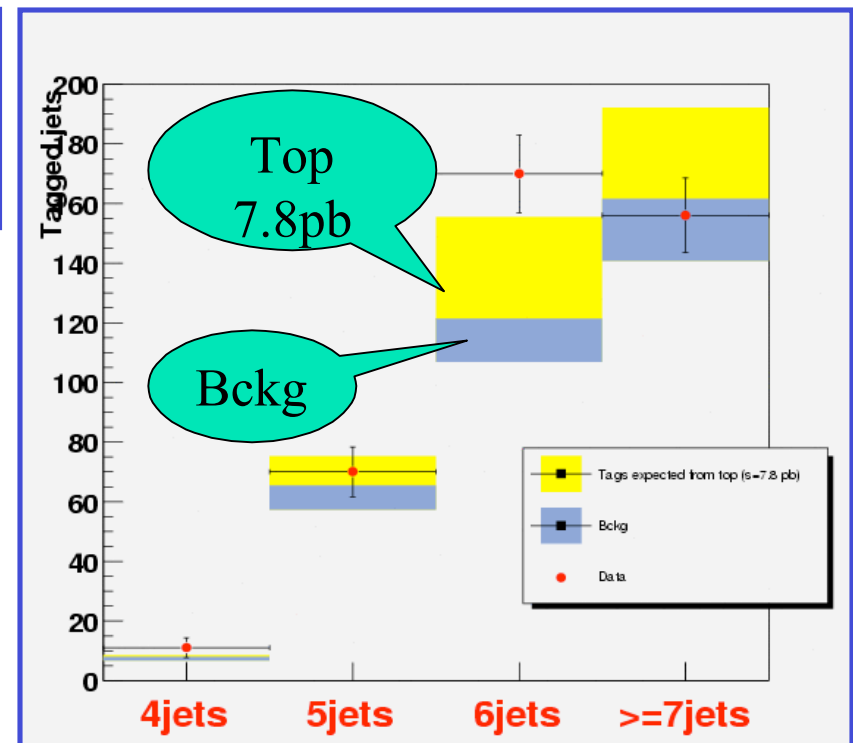 Tagged jets
200
180
160
140
120
100
80
60
40
20
0
Top
7.8pb
Bckg
Tags expected from top (s=7.8 pb)
Bckg
Data
4jets 5jets 6jets >=7jets